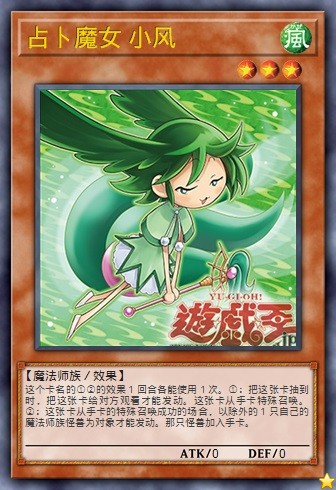 占卜魔女 小风
風
YU-GI-OH!
遊戯王
【魔法师族／效果】
这个卡名的①②的效果1回合各能使用1次。①：把这张卡抽到
时，把这张卡给对方观看才能发动。这张卡从手卡特殊召唤。
②：这张卡从手卡的特殊召唤成功的场合，以除外的1只自己的
魔法师族怪兽为对象才能发动。那只怪兽加入手卡。
ATK/0 DEF/0